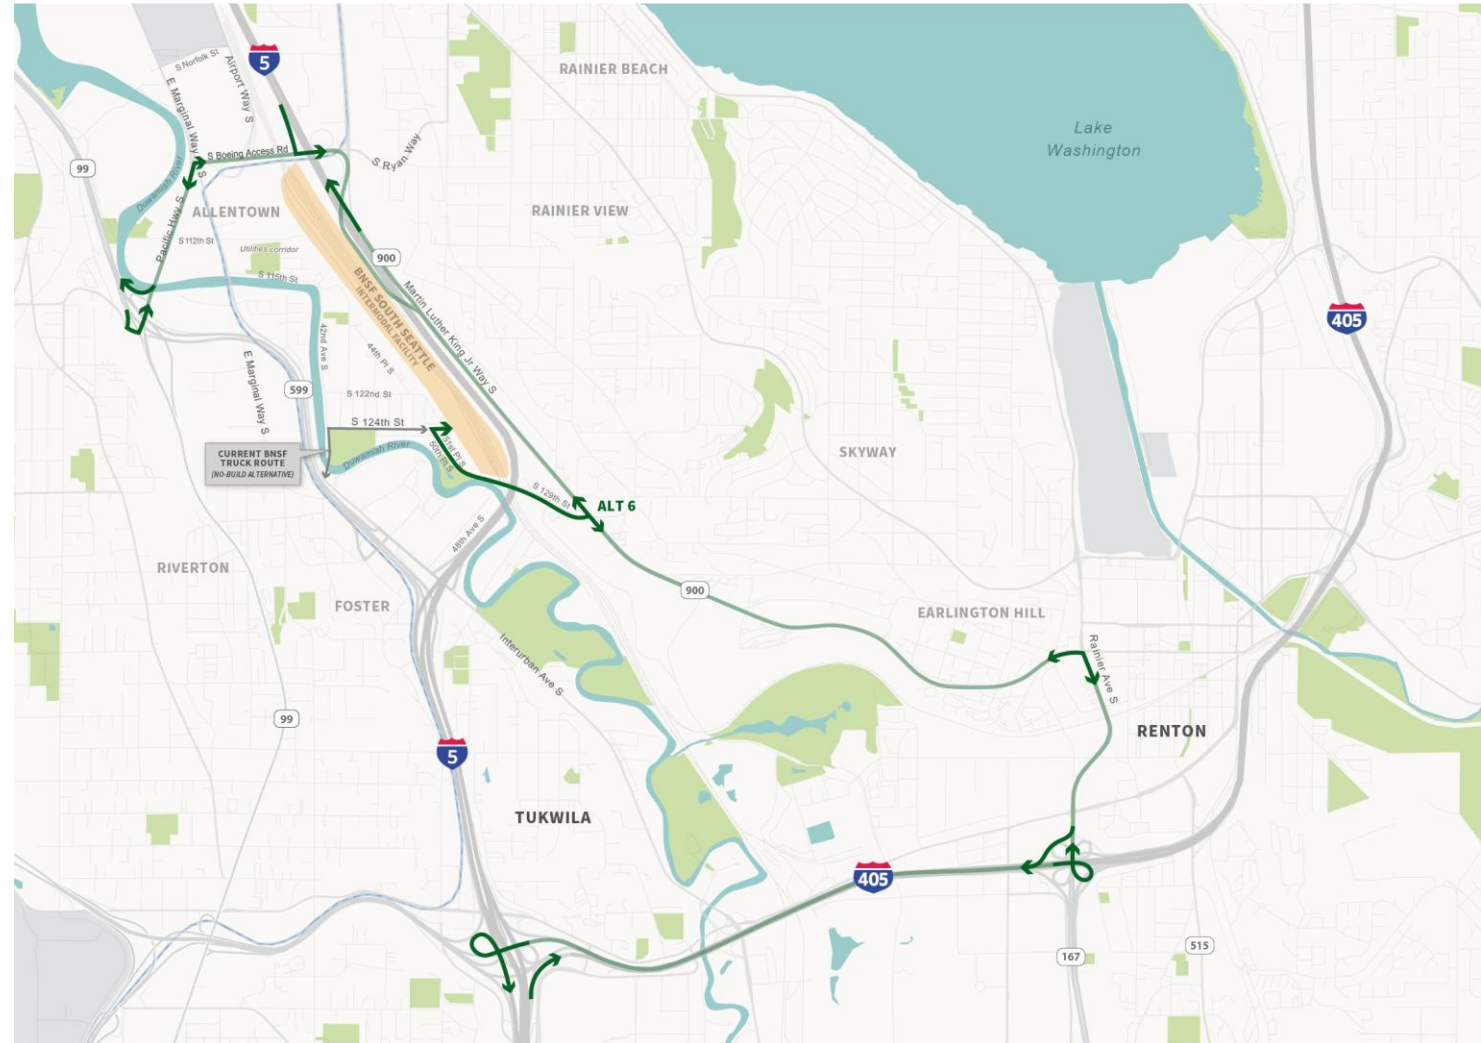 RAINIER BEACH
S Norfolk St
5
Airport Way S
E Marginal Way S
Lake
Washington
S Boeing Access Rd
S Ryan Way
99
Duwamish River
ALLENTOWN
RAINIER VIEW
Pacific Hwy S
S 112th St
Utilities corridor
900
S 115th St
BNSF SOUTH SEATTLE
INTERMODAL FACILITY
Martin Luther King Jr Way S
405
42nd Ave S
44th Pl S
E Marginal Way S
599
S 122nd St
S 124th St
CURRENT BNSF
TRUCK ROUTE
(NO-BUILD ALTERNATIVE)
Duwamish River
51st Pl S
50th Pl S
SKYWAY
S 129th St
ALT 6
48th Ave S
RIVERTON
FOSTER
900
EARLINGTON HILL
Interurban Ave S
Rainier Ave S
99
RENTON
5
TUKWILA
405
167
515